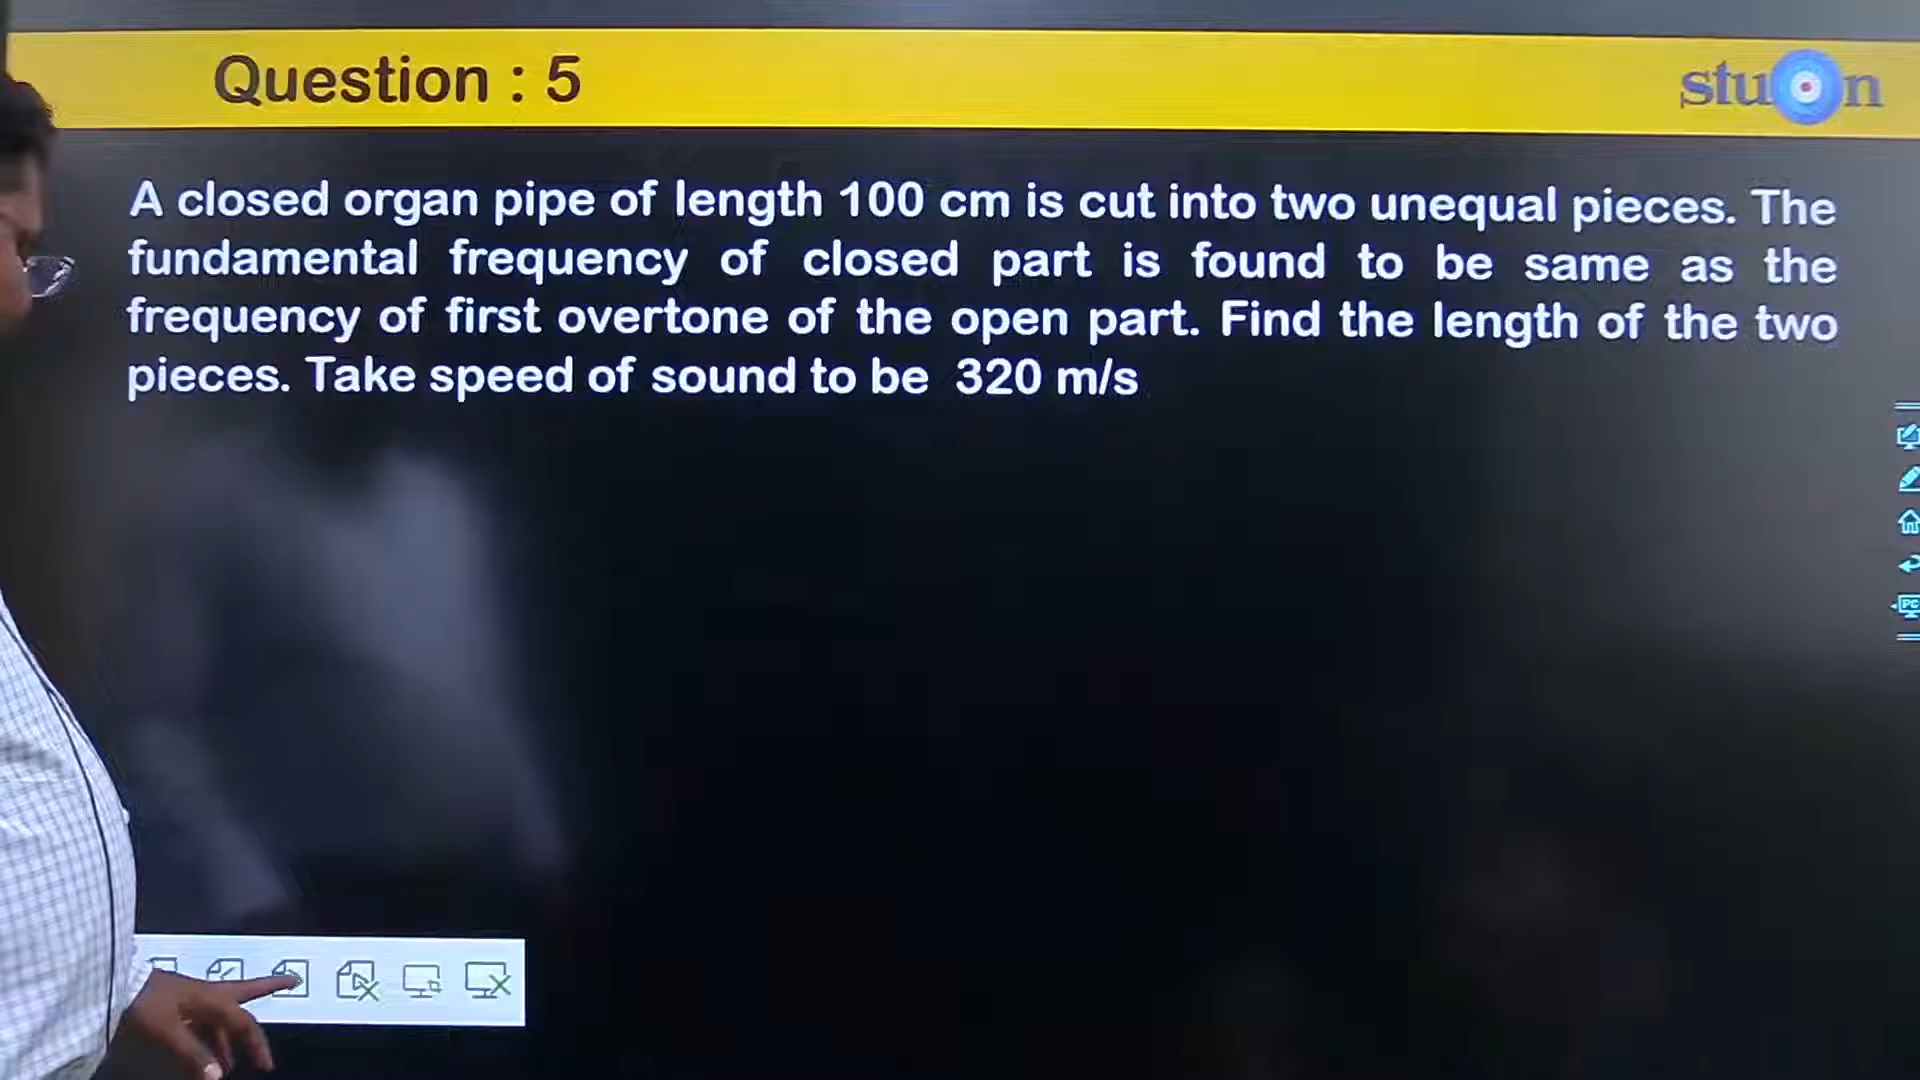 Question : 5
stuon
A closed organ pipe of length 100 cm is cut into two unequal pieces. The
fundamental frequency of closed part is found to be same as the
frequency of first overtone of the open part. Find the length of the two
pieces. Take speed of sound to be 320 m/s
PC